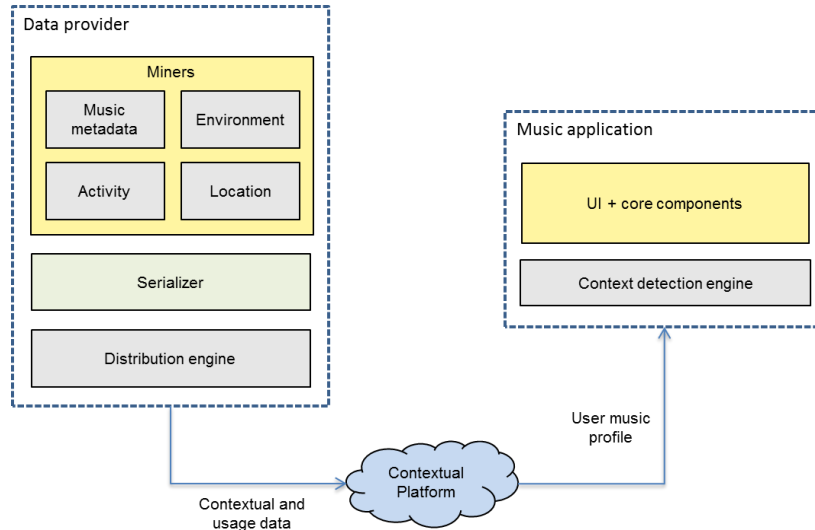 Data provider
Miners
Music
metadata
Environment
Activity
Location
Serializer
Distribution engine
Contextual and
usage data
Contextual
Platform
User music
profile
Music application
UI + core components
Context detection engine